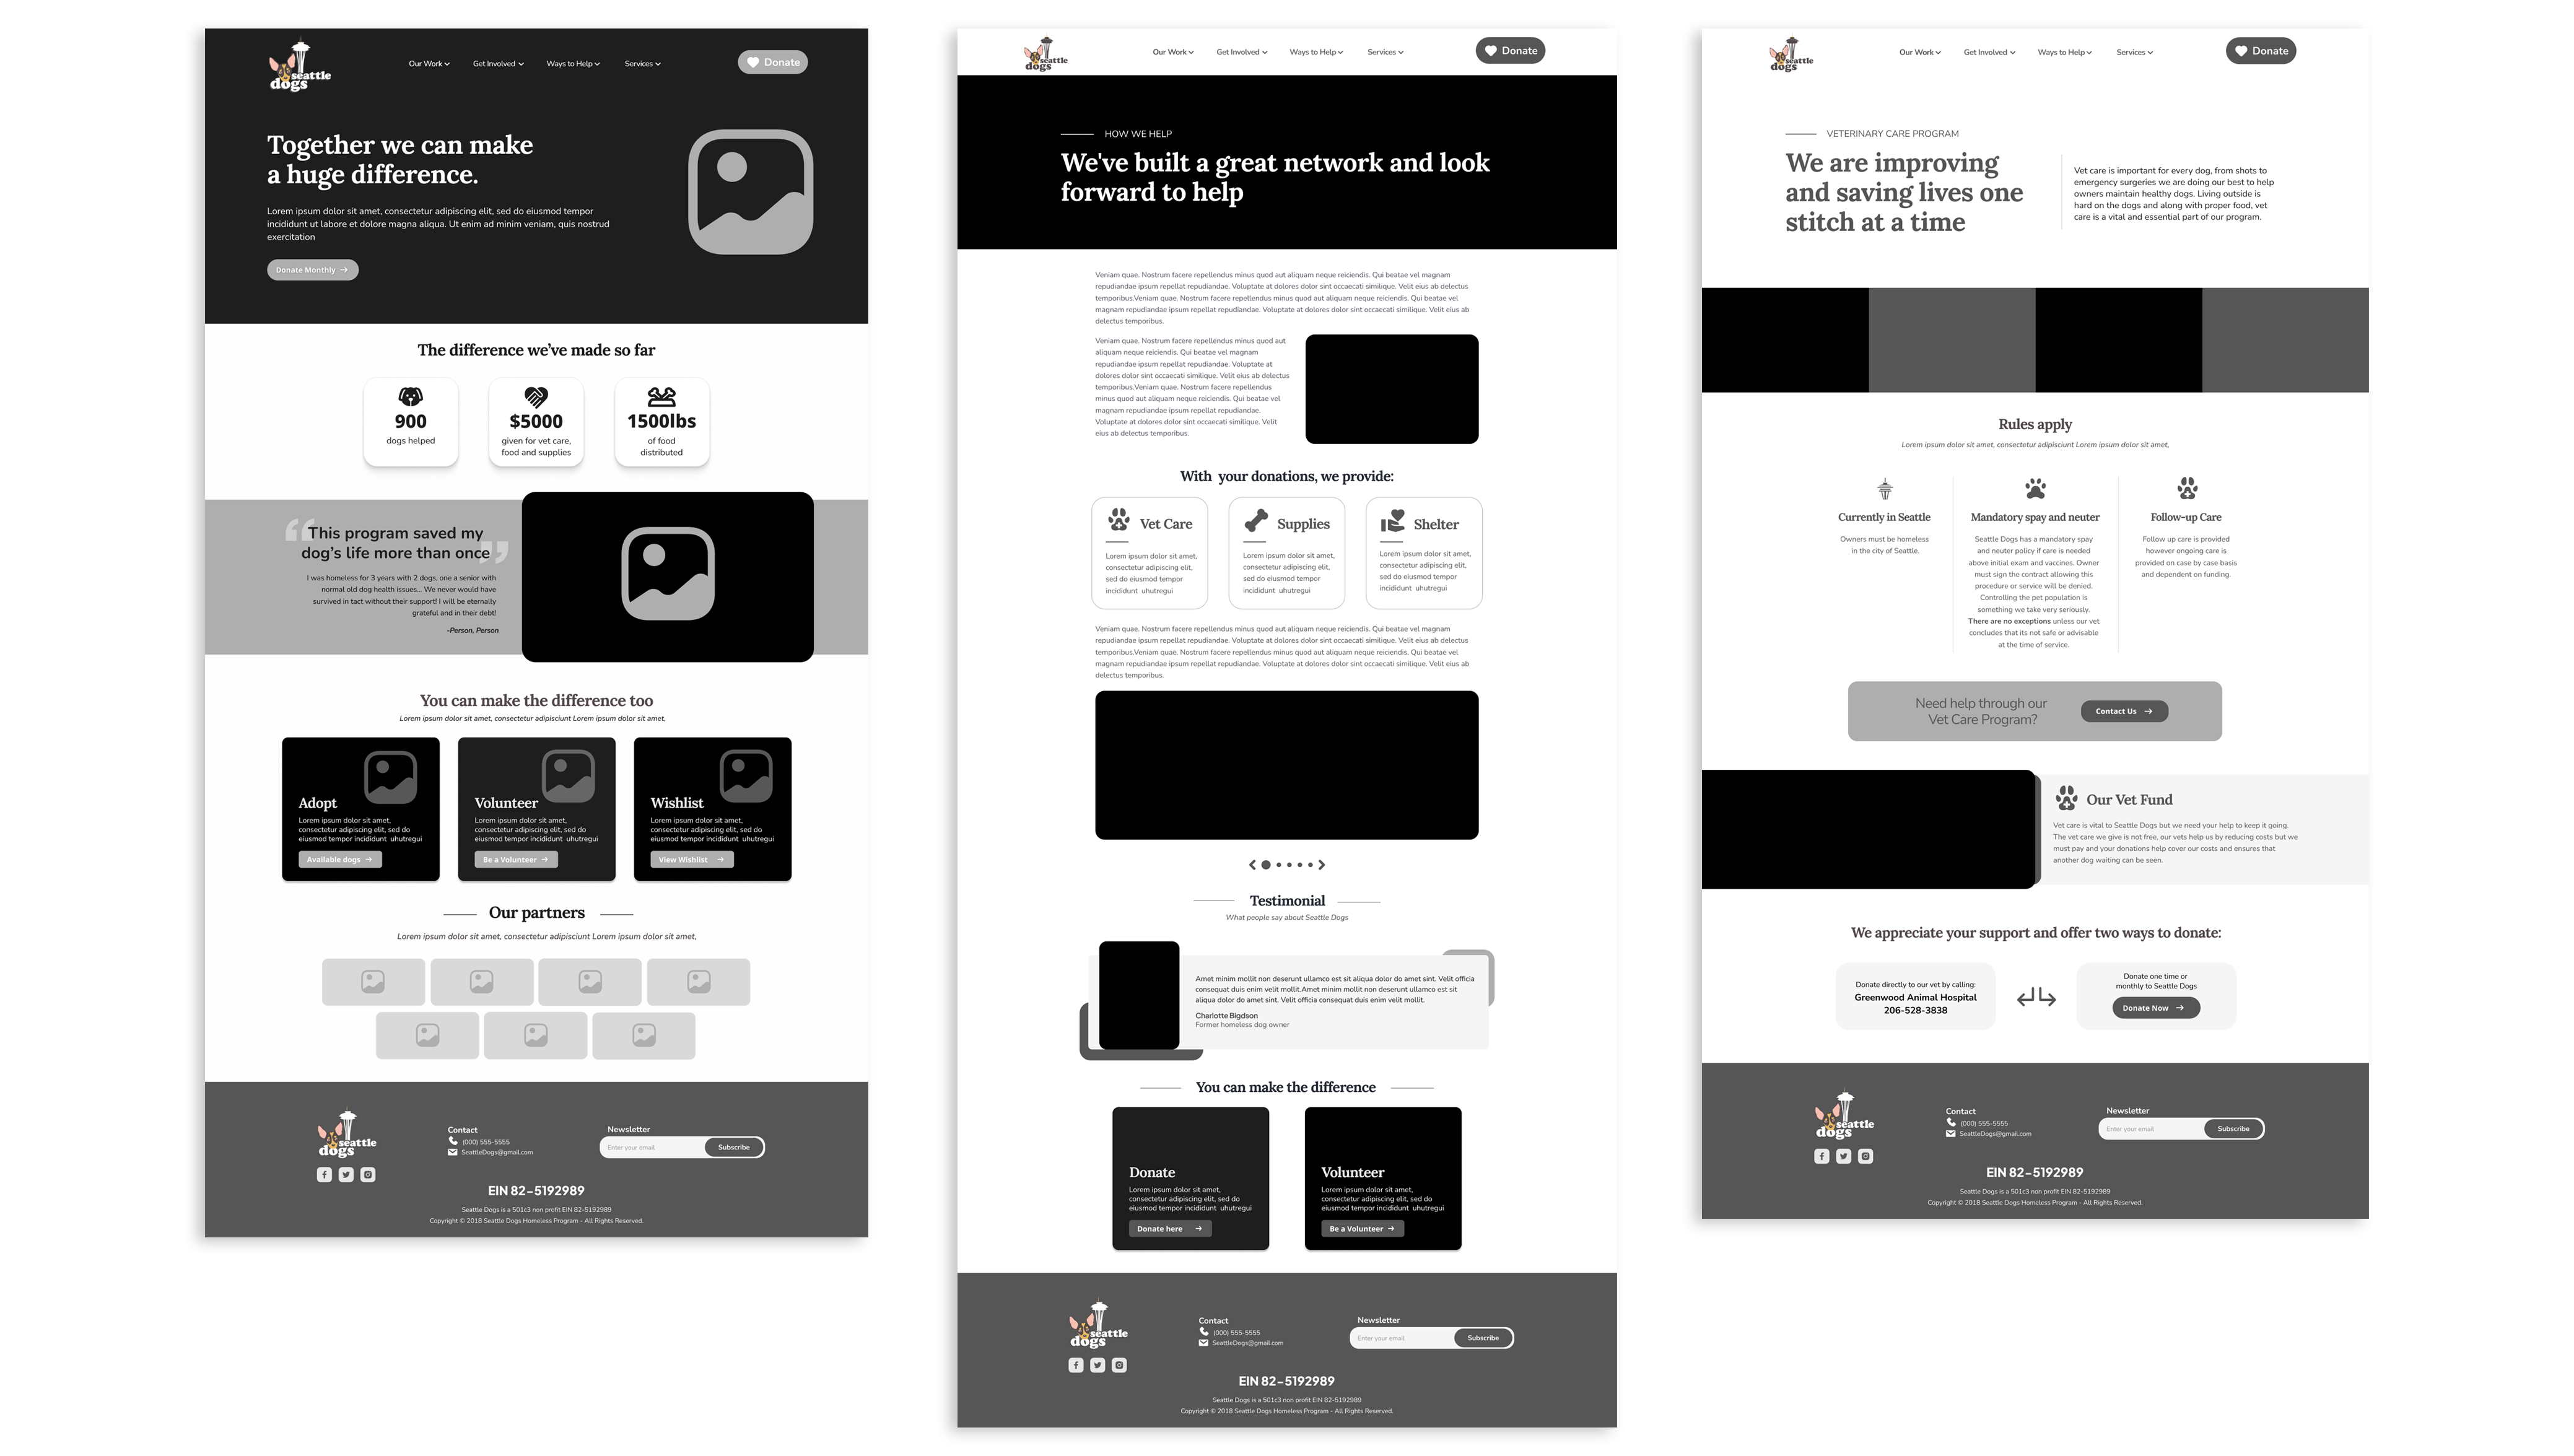 seattle
dogs
Our Work
Get Involved
Ways to Help
Services
Donate
Together we can make
a huge difference.
Lorem ipsum dolor sit amet, consectetur adipiscing elit, sed do eiusmod tempor
incididunt ut labore et dolore magna aliqua. Ut enim ad minim veniam, quis nostrud
exercitation
Donate Monthly
The difference we’ve made so far
900
dogs helped
$5000
given for vet care,
food and supplies
1500lbs
of food
distributed
“This program saved my
dog’s life more than once”
I was homeless for 3 years with 2 dogs, one a senior with
normal old dog health issues... We never would have
survived in tact without their support! I will be eternally
grateful and in their debt!
-Person, Person
You can make the difference too
Lorem ipsum dolor sit amet, consectetur adipisciunt Lorem ipsum dolor sit amet,
Adopt
Lorem ipsum dolor sit amet,
consectetur adipiscing elit, sed do
eiusmod tempor incididunt uhutregui
Available dogs
Volunteer
Lorem ipsum dolor sit amet,
consectetur adipiscing elit, sed do
eiusmod tempor incididunt uhutregui
Be a Volunteer
Wishlist
Lorem ipsum dolor sit amet,
consectetur adipiscing elit, sed do
eiusmod tempor incididunt uhutregui
View Wishlist
Our partners
Lorem ipsum dolor sit amet, consectetur adipisciunt Lorem ipsum dolor sit amet,
seattle
dogs
Contact
(000) 555-5555
SeattleDogs@gmail.com
Newsletter
Enter your email
Subscribe
EIN 82-5192989
Seattle Dogs is a 501c3 non profit EIN 82-5192989
Copyright © 2018 Seattle Dogs Homeless Program - All Rights Reserved.
seattle
dogs
Our Work
Get Involved
Ways to Help
Services
Donate
HOW WE HELP
We've built a great network and look
forward to help
Veniam quae. Nostrum facere repellendus minus quod aut aliquam neque reiciendis. Qui beatae vel magnam
repudiandae ipsum repellat repudiandae. Voluptate at dolores dolor sint occaecati similique. Velit eius ab delectus
temporibus.Veniam quae. Nostrum facere repellendus minus quod aut aliquam neque reiciendis. Qui beatae vel
magnam repudiandae ipsum repellat repudiandae. Voluptate at dolores dolor sint occaecati similique. Velit eius ab
delectus temporibus.
Veniam quae. Nostrum facere repellendus minus quod aut
aliquam neque reiciendis. Qui beatae vel magnam
repudiandae ipsum repellat repudiandae. Voluptate at
dolores dolor sint occaecati similique. Velit eius ab delectus
temporibus.Veniam quae. Nostrum facere repellendus
minus quod aut aliquam neque reiciendis. Qui beatae vel
magnam repudiandae ipsum repellat repudiandae.
Voluptate at dolores dolor sint occaecati similique. Velit
eius ab delectus temporibus.
With your donations, we provide:
Vet Care
Lorem ipsum dolor sit amet,
consectetur adipiscing elit,
sed do eiusmod tempor
incididunt uhutregui
Supplies
Lorem ipsum dolor sit amet,
consectetur adipiscing elit,
sed do eiusmod tempor
incididunt uhutregui
Shelter
Lorem ipsum dolor sit amet,
consectetur adipiscing elit,
sed do eiusmod tempor
incididunt uhutregui
Veniam quae. Nostrum facere repellendus minus quod aut aliquam neque reiciendis. Qui beatae vel magnam
repudiandae ipsum repellat repudiandae. Voluptate at dolores dolor sint occaecati similique. Velit eius ab delectus
temporibus.Veniam quae. Nostrum facere repellendus minus quod aut aliquam neque reiciendis. Qui beatae vel
magnam repudiandae ipsum repellat repudiandae. Voluptate at dolores dolor sint occaecati similique. Velit eius ab
delectus temporibus.
Testimonial
What people say about Seattle Dogs
Amet minim mollit non deserunt ullamco est sit aliqua dolor do amet sint. Velit officia
consequat duis enim velit mollit.Amet minim mollit non deserunt ullamco est sit
aliqua dolor do amet sint. Velit officia consequat duis enim velit mollit.
Charlotte Bigdson
Former homeless dog owner
You can make the difference
Donate
Lorem ipsum dolor sit amet,
consectetur adipiscing elit, sed do
eiusmod tempor incididunt uhutregui
Donate here
Volunteer
Lorem ipsum dolor sit amet,
consectetur adipiscing elit, sed do
eiusmod tempor incididunt uhutregui
Be a Volunteer
seattle
dogs
Contact
(000) 555-5555
SeattleDogs@gmail.com
Newsletter
Enter your email
Subscribe
EIN 82-5192989
Seattle Dogs is a 501c3 non profit EIN 82-5192989
Copyright © 2018 Seattle Dogs Homeless Program - All Rights Reserved.
seattle
dogs
Our Work
Get Involved
Ways to Help
Services
Donate
VETERINARY CARE PROGRAM
We are improving
and saving lives one
stitch at a time
Vet care is important for every dog, from shots to
emergency surgeries we are doing our best to help
owners maintain healthy dogs. Living outside is
hard on the dogs and along with proper food, vet
care is a vital and essential part of our program.
Rules apply
Lorem ipsum dolor sit amet, consectetur adipisciunt Lorem ipsum dolor sit amet,
Currently in Seattle
Owners must be homeless
in the city of Seattle.
Mandatory spay and neuter
Seattle Dogs has a mandatory spay
and neuter policy if care is needed
above initial exam and vaccines. Owner
must sign the contract allowing this
procedure or service will be denied.
Controlling the pet population is
something we take very seriously.
There are no exceptions unless our vet
concludes that its not safe or advisable
at the time of service.
Follow-up Care
Follow up care is provided
however ongoing care is
provided on case by case basis
and dependent on funding.
Need help through our
Vet Care Program?
Contact Us
Our Vet Fund
Vet care is vital to Seattle Dogs but we need your help to keep it going.
The vet care we give is not free, our vets help us by reducing costs but we
must pay and your donations help cover our costs and ensures that
another dog waiting can be seen.
We appreciate your support and offer two ways to donate:
Donate directly to our vet by calling:
Greenwood Animal Hospital
206-528-3838
Donate one time or
monthly to Seattle Dogs
Donate Now
seattle
dogs
Contact
(000) 555-5555
SeattleDogs@gmail.com
Newsletter
Enter your email
Subscribe
EIN 82-5192989
Seattle Dogs is a 501c3 non profit EIN 82-5192989
Copyright © 2018 Seattle Dogs Homeless Program - All Rights Reserved.